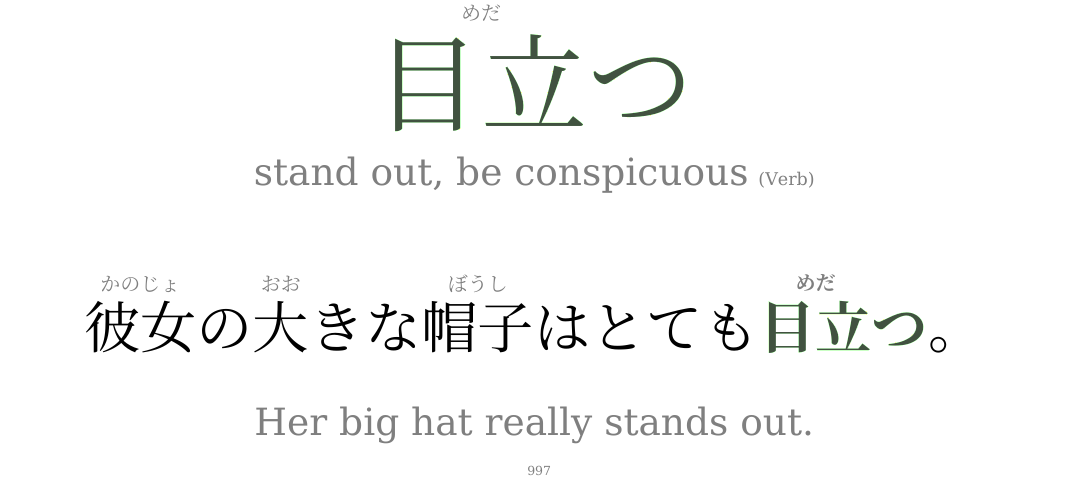 めだ
目立つ
stand out, be conspicuous (Verb)
かのじょ おお ぼうし めだ
彼女の大きな帽子はとても目立つ。
Her big hat really stands out.
997